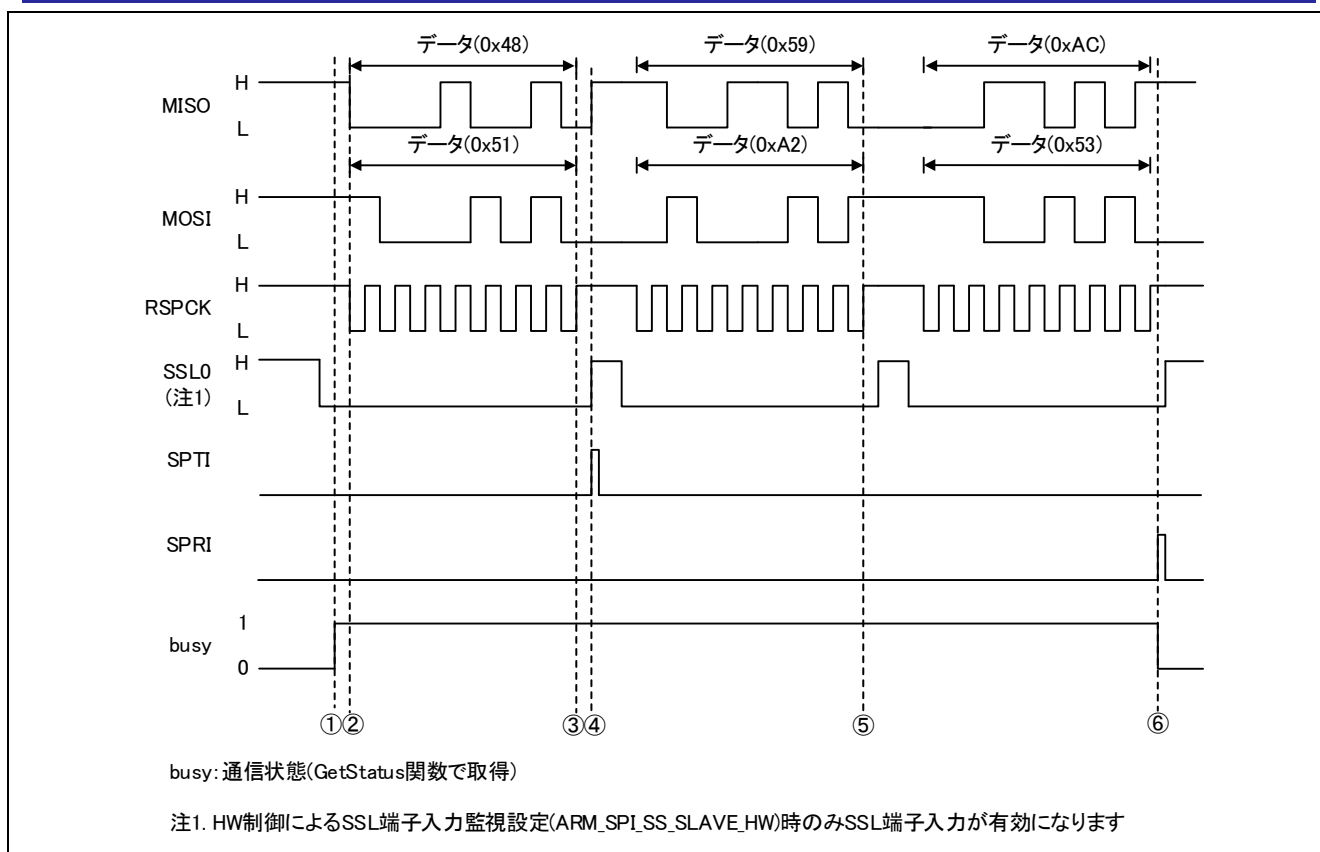 データ(0x48) データ(0x59) データ(0xAC)
H
MISO
L
データ(0x51) データ(0xA2) データ(0x53)
H
MOSI
L
H
RSPCK
L
H
SSL0
(注1)
L
SPTI
SPRI
1
busy
0
①② ③④ ⑤ ⑥
busy:通信状態(GetStatus関数で取得)
注1. HW制御によるSSL端子入力監視設定(ARM_SPI_SS_SLAVE_HW)時のみSSL端子入力が有効になります